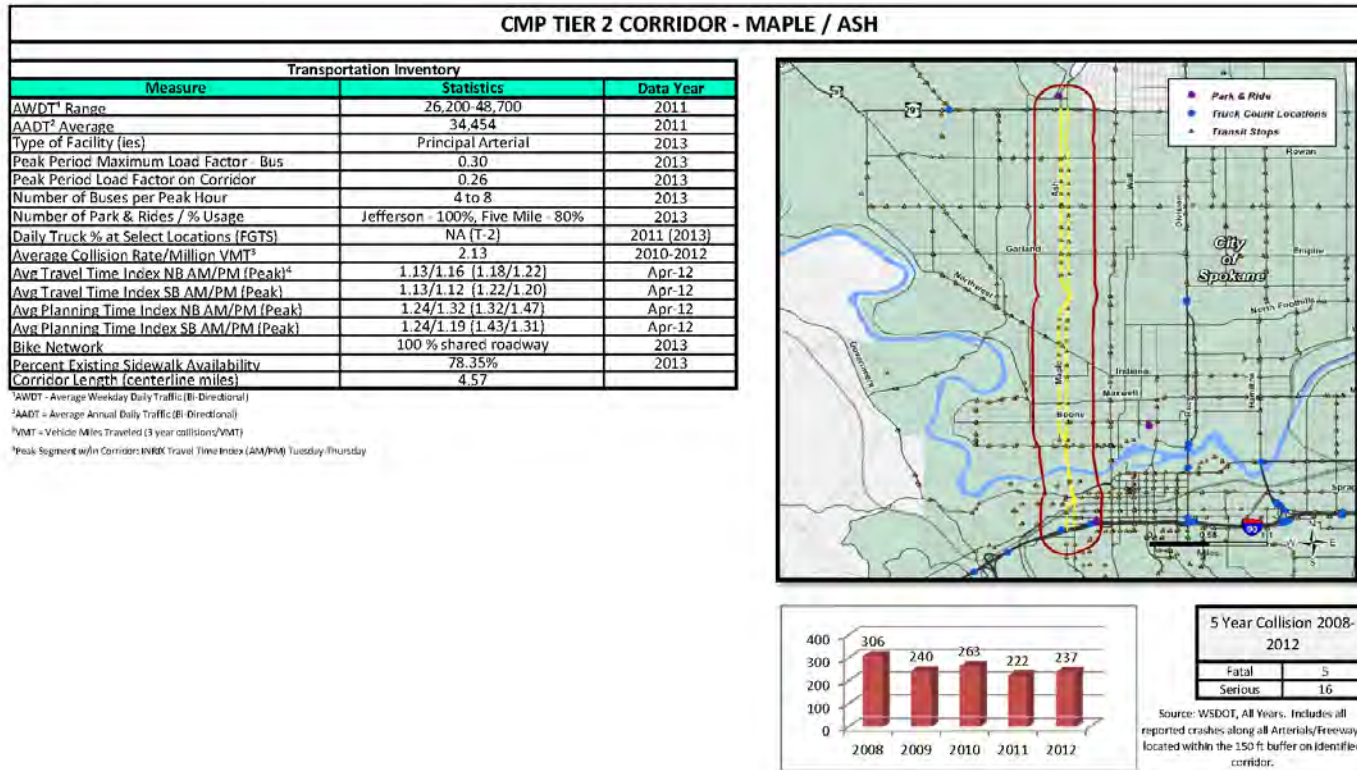 CMP TIER 2 CORRIDOR - MAPLE / ASH
Transportation Inventory
Measure Statistics Data Year
AWDT¹ Range 26,200-48,700 2011
AADT² Average 34,454 2011
Type of Facility (ies) Principal Arterial 2013
Peak Period Maximum Load Factor - Bus 0.30 2013
Peak Period Load Factor on Corridor 0.26 2013
Number of Buses per Peak Hour 4 to 8 2013
Number of Park & Rides / % Usage Jefferson - 100%, Five Mile - 80% 2013
Daily Truck % at Select Locations (FGTS) NA (T-2) 2011 (2013)
Average Collision Rate/Million VMT³ 2.13 2010-2012
Avg Travel Time Index NB AM/PM (Peak)⁴ 1.13/1.16 (1.18/1.22) Apr-12
Avg Travel Time Index SB AM/PM (Peak) 1.13/1.12 (1.22/1.20) Apr-12
Avg Planning Time Index NB AM/PM (Peak) 1.24/1.32 (1.32/1.47) Apr-12
Avg Planning Time Index SB AM/PM (Peak) 1.24/1.19 (1.43/1.31) Apr-12
Bike Network 100 % shared roadway 2013
Percent Existing Sidewalk Availability 78.35% 2013
Corridor Length (centerline miles) 4.57
¹AWDT - Average Weekday Daily Traffic (Bi-Directional)
²AADT = Average Annual Daily Traffic (Bi-Directional)
³VMT = Vehicle Miles Traveled (3 year collisions/VMT)
⁴Peak Segment w/in Corridor: INRIX Travel Time Index (AM/PM) Tuesday-Thursday
Park & Ride
Truck Count Locations
Transit Stops
Rowan
Ash
Wall
Division
Garland
City
of
Spokane
Empire
Northwest
North Foothills
Government
Maple
Indiana
Maxwell
Boone
Hamilton
Sprag
90
Miles
N
W E
S
400
300
200
100
0
306 240 263 222 237
2008 2009 2010 2011 2012
5 Year Collision 2008-
2012
Fatal 5
Serious 16
Source: WSDOT, All Years. Includes all
reported crashes along all Arterials/Freeway
located within the 150 ft buffer on identified
corridor.